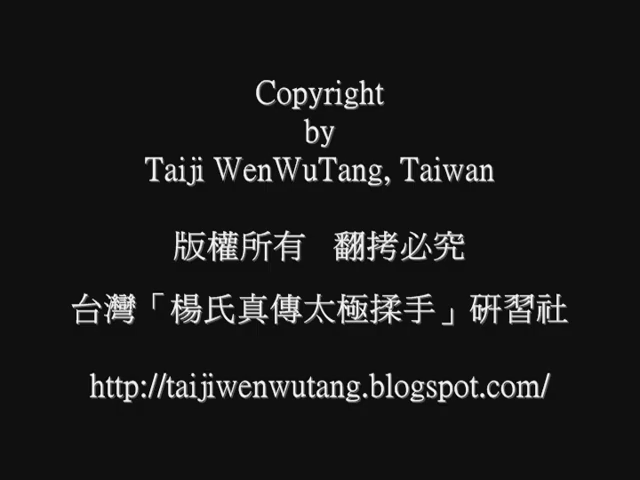 Copyright
by
Taiji WenWuTang, Taiwan
版權所有 翻拷必究
台灣「楊氏真傳太極揉手」研習社
http://taijiwenwutang.blogspot.com/